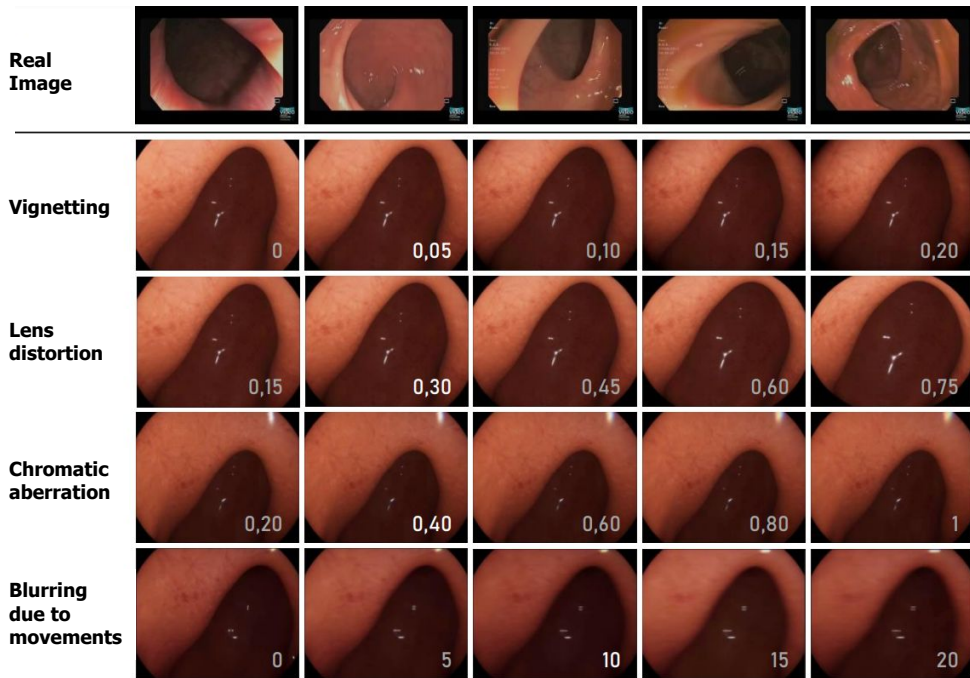 Real
Image
Vignetting
0
0,05
0,10
0,15
0,20
Lens
distortion
0,15
0,30
0,45
0,60
0,75
Chromatic
aberration
0,20
0,40
0,60
0,80
1
Blurring
due to
movements
0
5
10
15
20